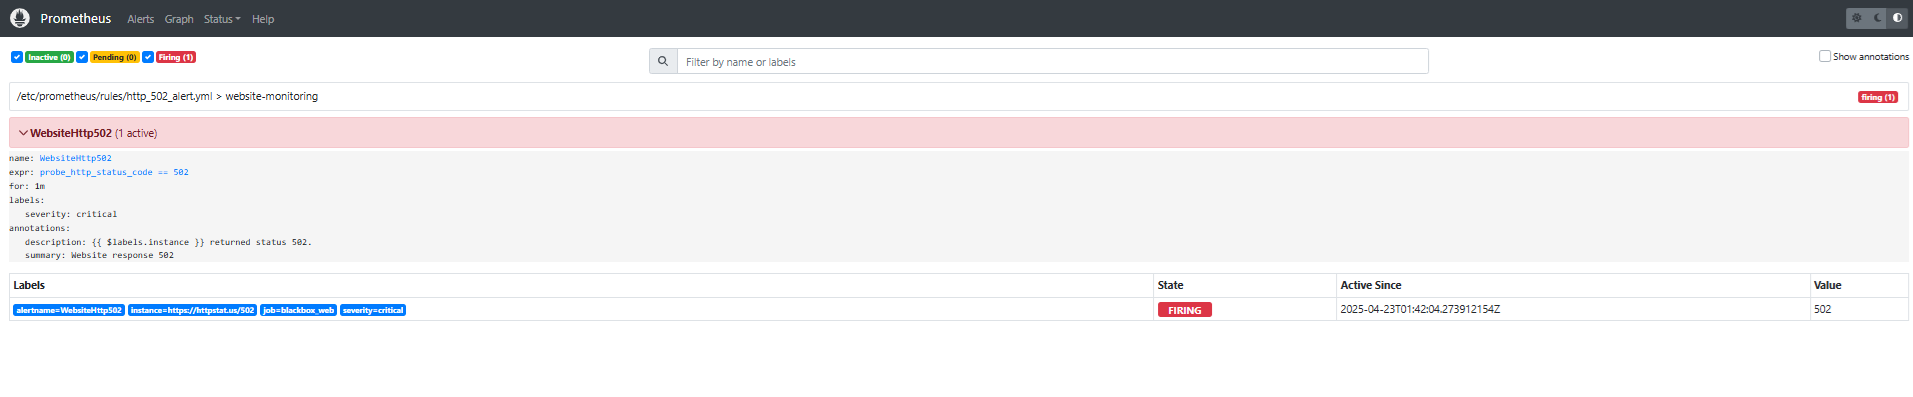 Prometheus Alerts Graph Status Help
Inactive (0) Pending (0) Firing (1) Filter by name or labels Show annotations
/etc/prometheus/rules/http_502_alert.yml > website-monitoring firing (1)
WebsiteHttp502 (1 active)
name: WebsiteHttp502
expr: probe_http_status_code == 502
for: 1m
labels:
severity: critical
annotations:
description: {{ $labels.instance }} returned status 502.
summary: Website response 502
Labels State Active Since Value
alertname=WebsiteHttp502 instance=https://httpstat.us/502 job=blackbox_web severity=critical FIRING 2025-04-23T01:42:04.273912154Z 502